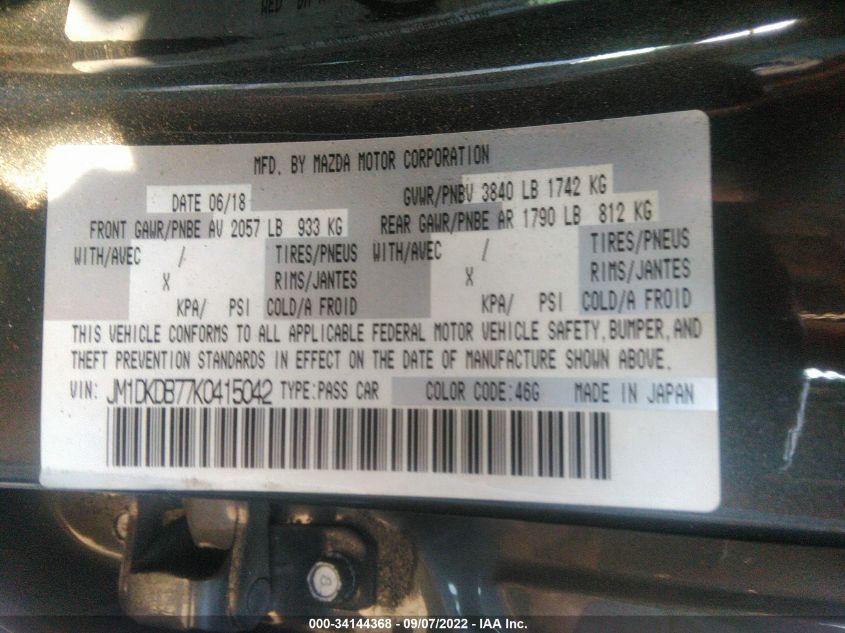 MFD. BY MAZDA MOTOR CORPORATION
DATE 06/18 GVWR/PNBV 3840 LB 1742 KG
FRONT GAWR/PNBE AV 2057 LB 933 KG REAR GAWR/PNBE AR 1790 LB 812 KG
WITH/AVEC / TIRES/PNEUS WITH/AVEC / TIRES/PNEUS
X RIMS/JANTES X RIMS/JANTES
KPA/ PSI COLD/A FROID KPA/ PSI COLD/A FROID
THIS VEHICLE CONFORMS TO ALL APPLICABLE FEDERAL MOTOR VEHICLE SAFETY, BUMPER, AND
THEFT PREVENTION STANDARDS IN EFFECT ON THE DATE OF MANUFACTURE SHOWN ABOVE.
VIN: JM1DKDB77K0415042 TYPE:PASS CAR COLOR CODE:46G MADE IN JAPAN
8
000-34144368 - 09/07/2022 - IAA Inc.